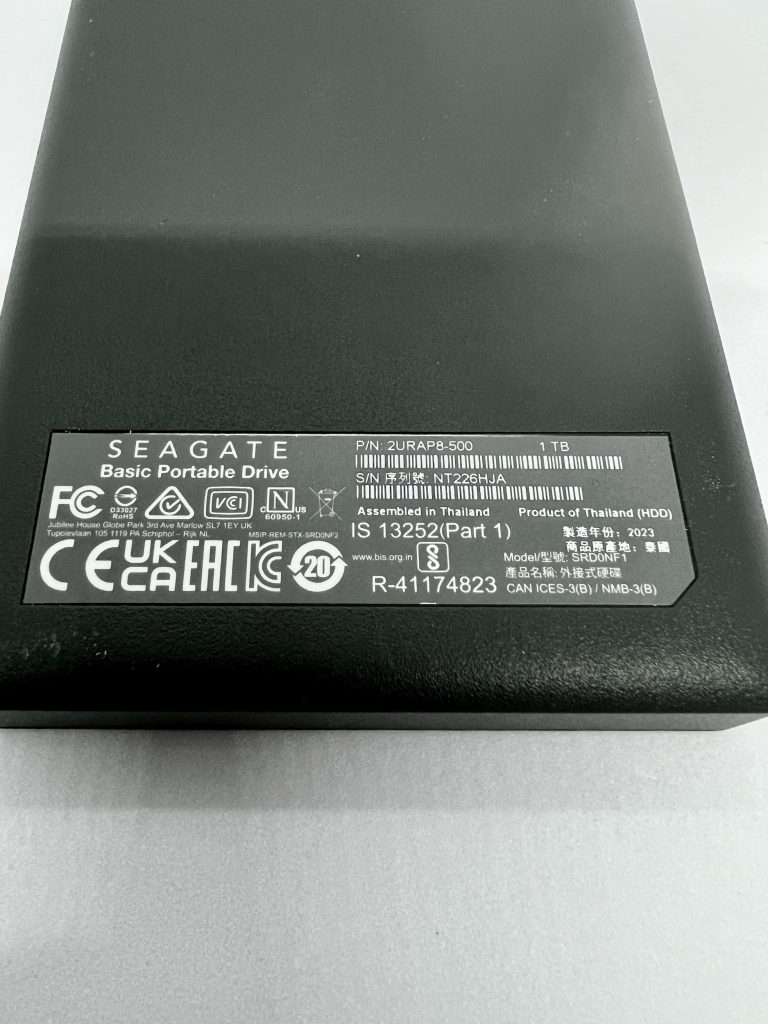 SEAGATE
Basic Portable Drive
P/N: 2URAP8-500 1 TB
S/N 序列號: NT226HJA
FC D33027 RoHS VCI c N us 60950-1
Jubilee House Globe Park 3rd Ave Marlow SL7 1EY UK
Tupolevlaan 105 1119 PA Schiphol – Rijk NL
MSIP-REM-STX-SRD0NF2
CE UKCA EAC KC 20
Assembled in Thailand Product of Thailand (HDD)
IS 13252(Part 1)
www.bis.org.in
R-41174823
製造年份: 2023
商品原產地: 泰國
Model/型號: SRD0NF1
產品名稱: 外接式硬碟
CAN ICES-3(B) / NMB-3(B)